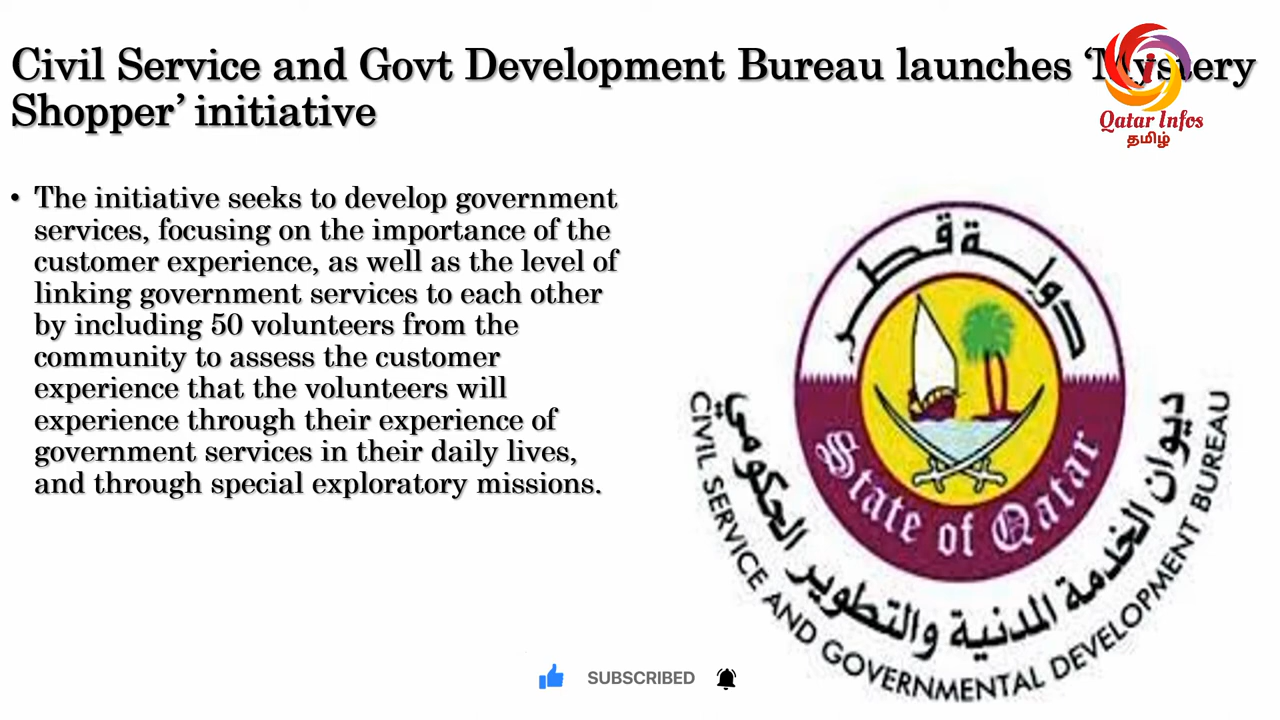 Civil Service and Govt Development Bureau launches ‘Mystery
Shopper’ initiative
Qatar Infos
தமிழ்
• The initiative seeks to develop government
services, focusing on the importance of the
customer experience, as well as the level of
linking government services to each other
by including 50 volunteers from the
community to assess the customer
experience that the volunteers will
experience through their experience of
government services in their daily lives,
and through special exploratory missions.
دولة قطر
State of Qatar
ديوان الخدمة المدنية والتطوير الحكومي
CIVIL SERVICE AND GOVERNMENTAL DEVELOPMENT BUREAU
SUBSCRIBED